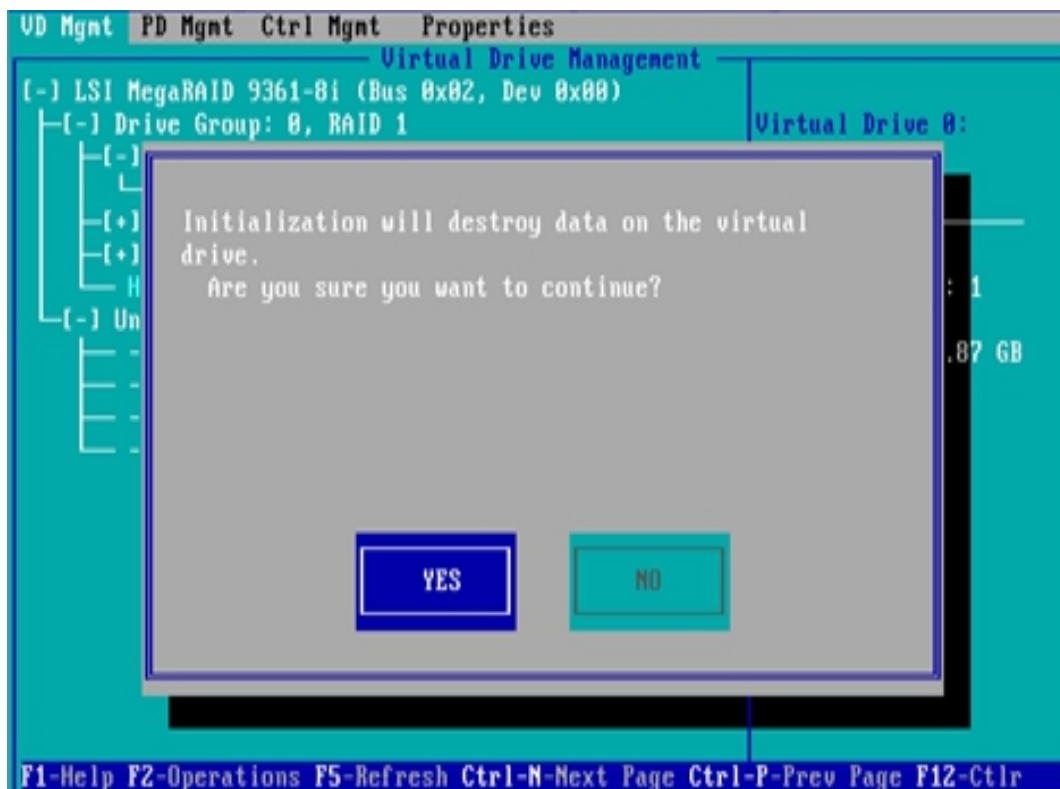 VD Mgmt PD Mgmt Ctrl Mgmt Properties
Virtual Drive Management
[-] LSI MegaRAID 9361-8i (Bus 0x02, Dev 0x00)
[-] Drive Group: 0, RAID 1
Virtual Drive 0:
[-]
[+]
[+]
H
: 1
[-] Un
.87 GB
Initialization will destroy data on the virtual
drive.
Are you sure you want to continue?
YES NO
F1-Help F2-Operations F5-Refresh Ctrl-N-Next Page Ctrl-P-Prev Page F12-Ctlr